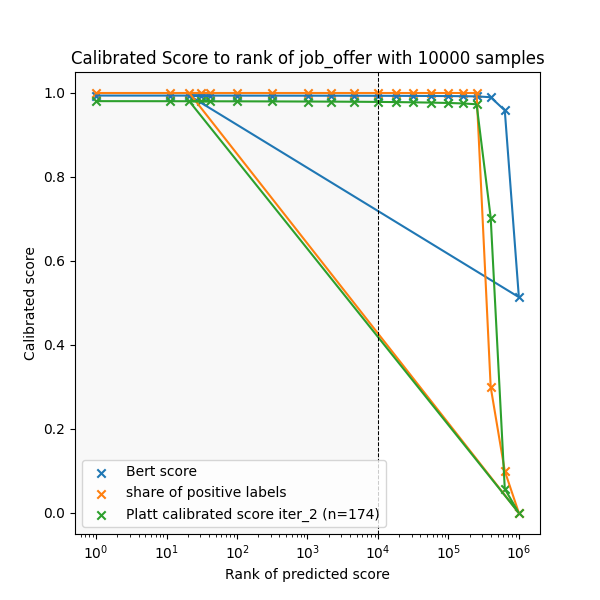 Calibrated Score to rank of job_offer with 10000 samples
Calibrated score
1.0
0.8
0.6
0.4
0.2
0.0
Bert score
share of positive labels
Platt calibrated score iter_2 (n=174)
10⁰
10¹
10²
10³
10⁴
10⁵
10⁶
Rank of predicted score